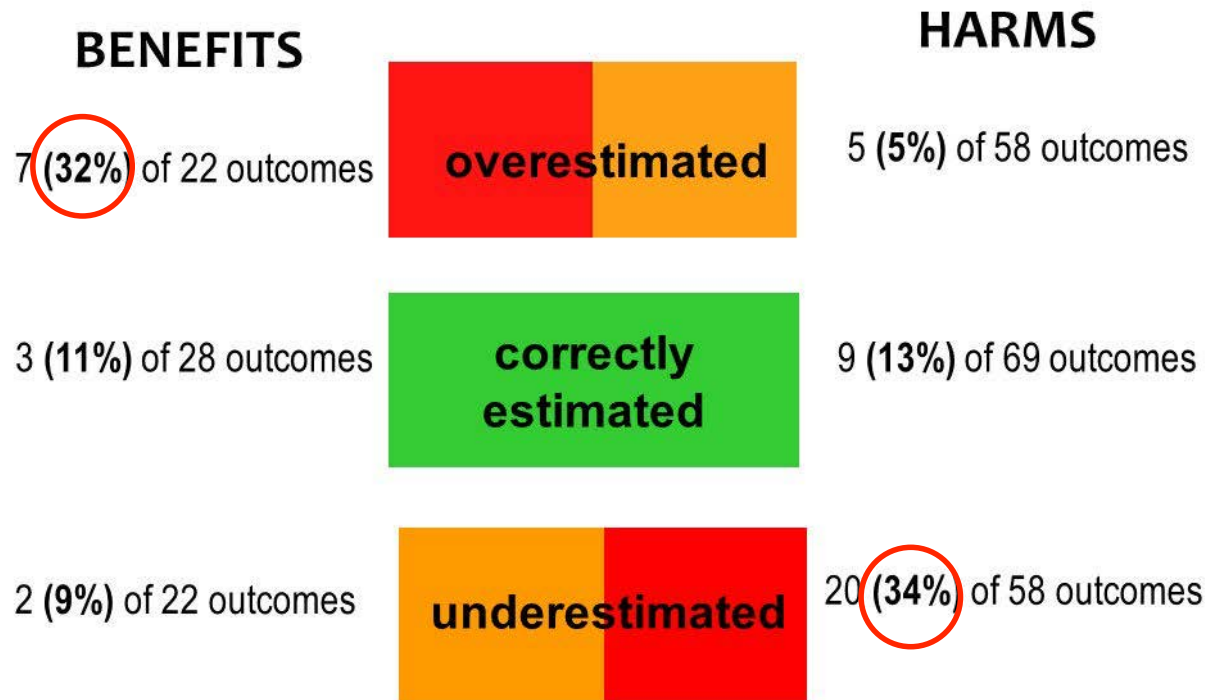 BENEFITS
HARMS
7 (32%) of 22 outcomes
overestimated
5 (5%) of 58 outcomes
3 (11%) of 28 outcomes
correctly
estimated
9 (13%) of 69 outcomes
2 (9%) of 22 outcomes
underestimated
20 (34%) of 58 outcomes